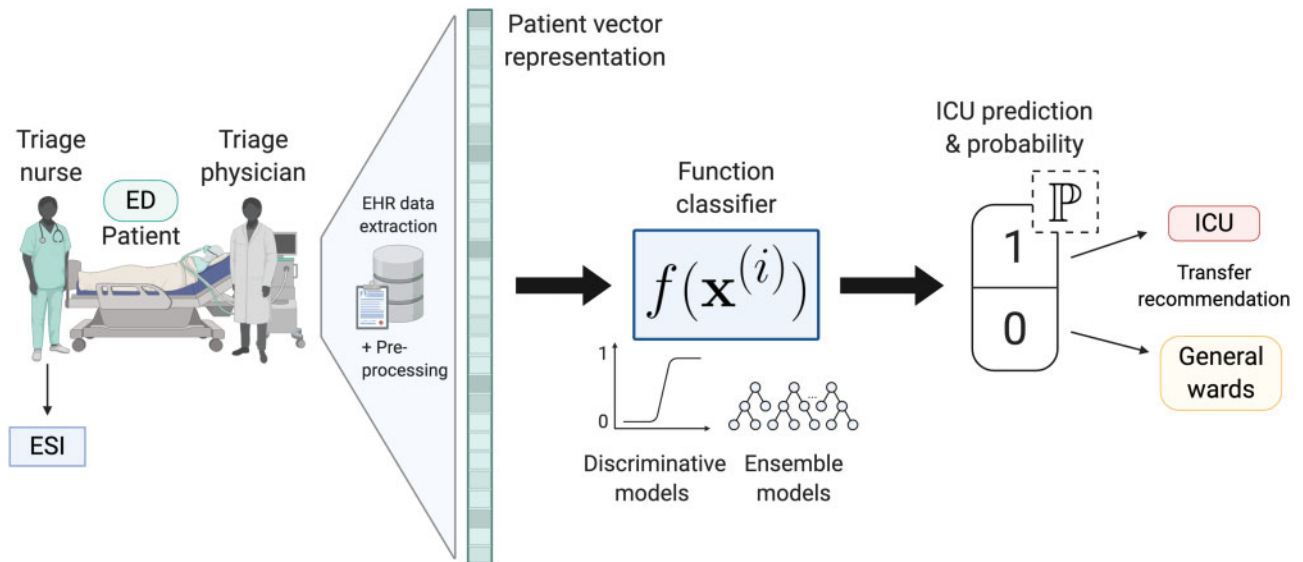 Triage
nurse
ED
Patient
Triage
physician
ESI
EHR data
extraction
+ Pre-
processing
Patient vector
representation
Function
classifier
f(x^{(i)})
1
0
Discriminative
models
...
Ensemble
models
ICU prediction
& probability
ℙ
1
0
ICU
Transfer
recommendation
General
wards